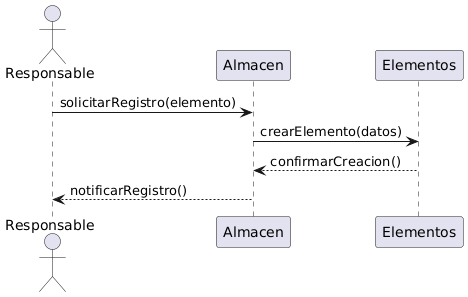 Responsable
Almacen
Elementos
solicitarRegistro(elemento)
crearElemento(datos)
confirmarCreacion()
notificarRegistro()
Responsable
Almacen
Elementos